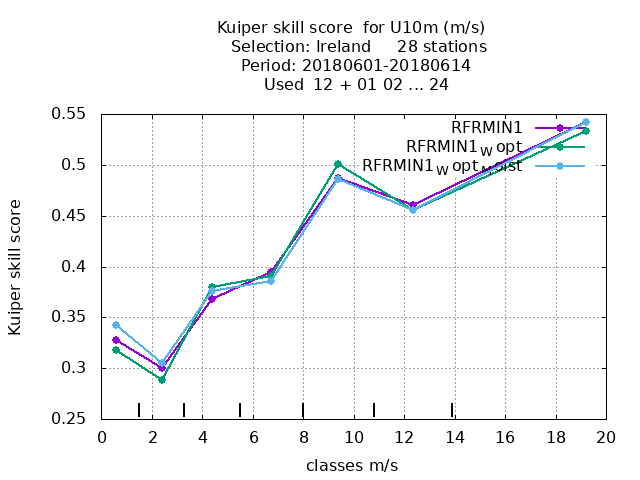 Kuiper skill score  for U10m (m/s)
Selection: Ireland     28 stations
Period: 20180601-20180614
Used  12 + 01 02 ... 24
Kuiper skill score
0.55
0.5
0.45
0.4
0.35
0.3
0.25
RFRMIN1
RFRMIN1W opt
RFRMIN1W optMoist
0 2 4 6 8 10 12 14 16 18 20
classes m/s